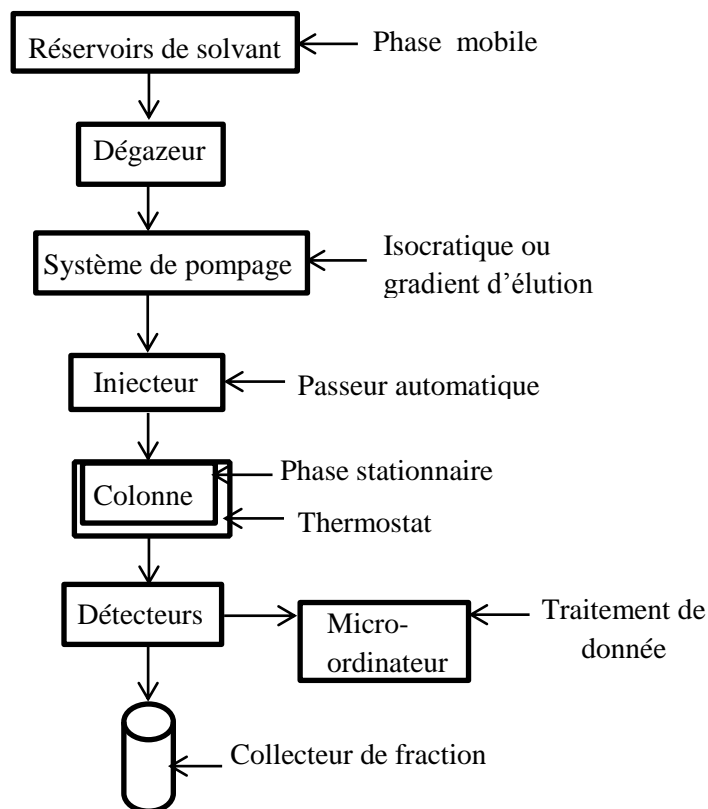 Réservoirs de solvant
Phase mobile
Dégazeur
Système de pompage
Isocratique ou
gradient d’élution
Injecteur
Passeur automatique
Colonne
Phase stationnaire
Thermostat
Détecteurs
Micro-
ordinateur
Traitement de
donnée
Collecteur de fraction